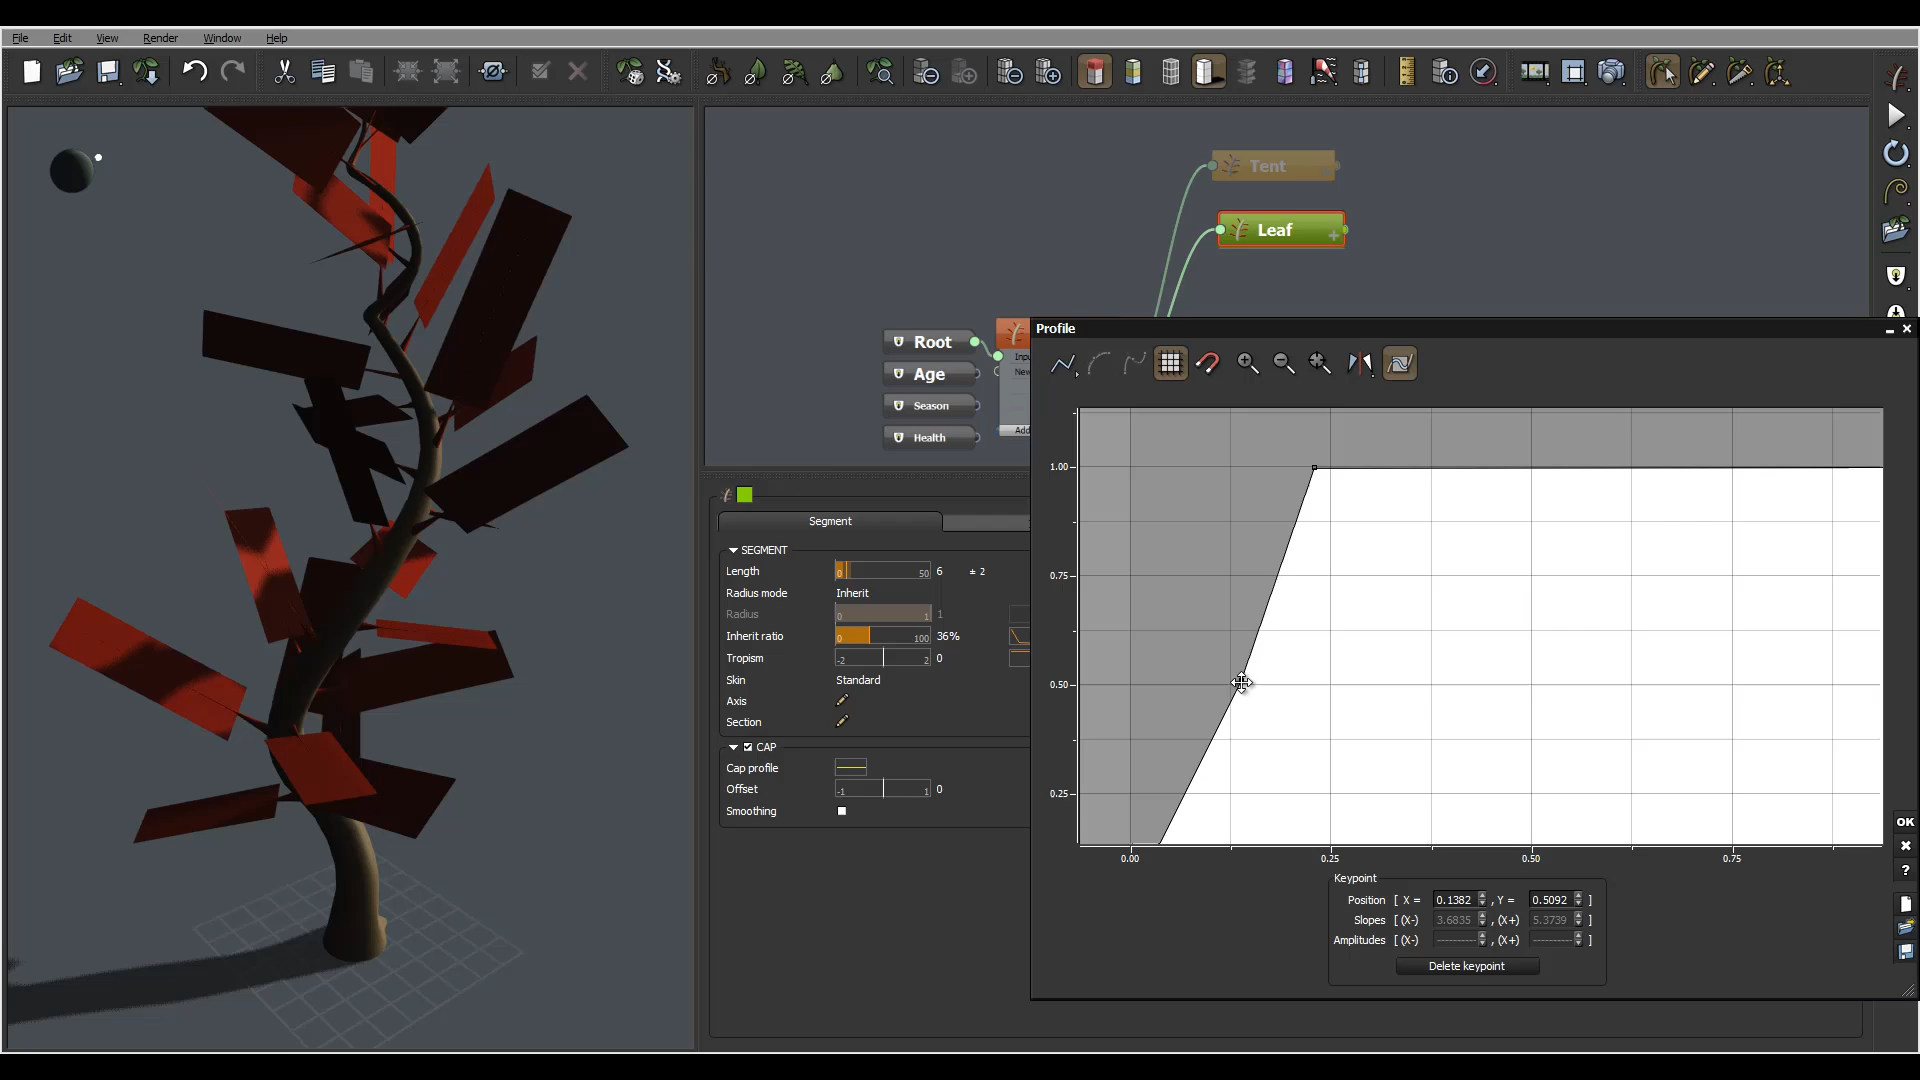 File Edit View Render Window Help
Tent
Leaf
Root
Age
Season
Health
Inpu
New
Add
Segment
SEGMENT
Length 0 50 6 ± 2
Radius mode Inherit
Radius 0 1 1
Inherit ratio 0 100 36%
Tropism -2 2 0
Skin Standard
Axis
Section
CAP
Cap profile
Offset -1 1 0
Smoothing
Profile
1.00
0.75
0.50
0.25
0.00 0.25 0.50 0.75
Keypoint
Position [ X = 0.1382 , Y = 0.5092 ]
Slopes [ (X-) 3.6835 , (X+) 5.3739 ]
Amplitudes [ (X-) ---------- , (X+) ---------- ]
Delete keypoint
OK
?